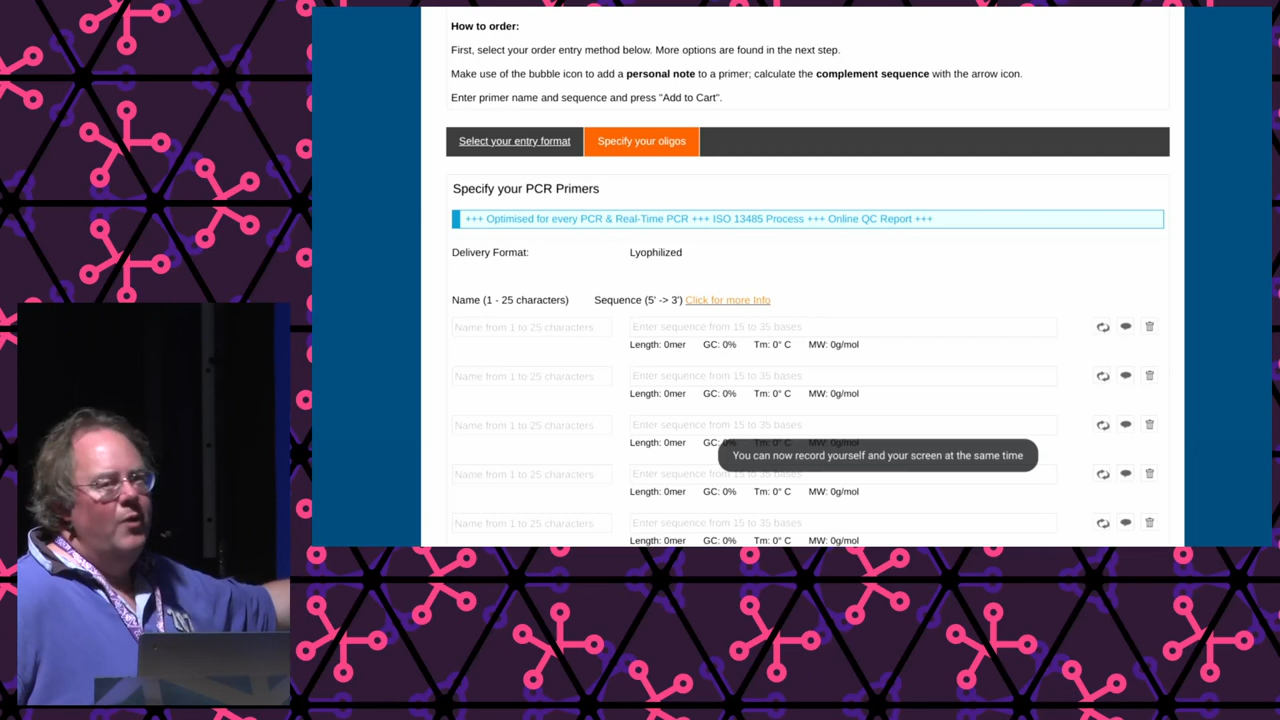 How to order:
First, select your order entry method below. More options are found in the next step.
Make use of the bubble icon to add a personal note to a primer; calculate the complement sequence with the arrow icon.
Enter primer name and sequence and press "Add to Cart".
Select your entry format Specify your oligos
Specify your PCR Primers
+++ Optimised for every PCR & Real-Time PCR +++ ISO 13485 Process +++ Online QC Report +++
Delivery Format: Lyophilized
Name (1 - 25 characters) Sequence (5' -> 3') Click for more Info
Name from 1 to 25 characters Enter sequence from 15 to 35 bases
Length: 0mer GC: 0% Tm: 0° C MW: 0g/mol
Name from 1 to 25 characters Enter sequence from 15 to 35 bases
Length: 0mer GC: 0% Tm: 0° C MW: 0g/mol
Name from 1 to 25 characters Enter sequence from 15 to 35 bases
Length: 0mer GC: 0% Tm: 0° C MW: 0g/mol
You can now record yourself and your screen at the same time
Name from 1 to 25 characters Enter sequence from 15 to 35 bases
Length: 0mer GC: 0% Tm: 0° C MW: 0g/mol
Name from 1 to 25 characters Enter sequence from 15 to 35 bases
Length: 0mer GC: 0% Tm: 0° C MW: 0g/mol